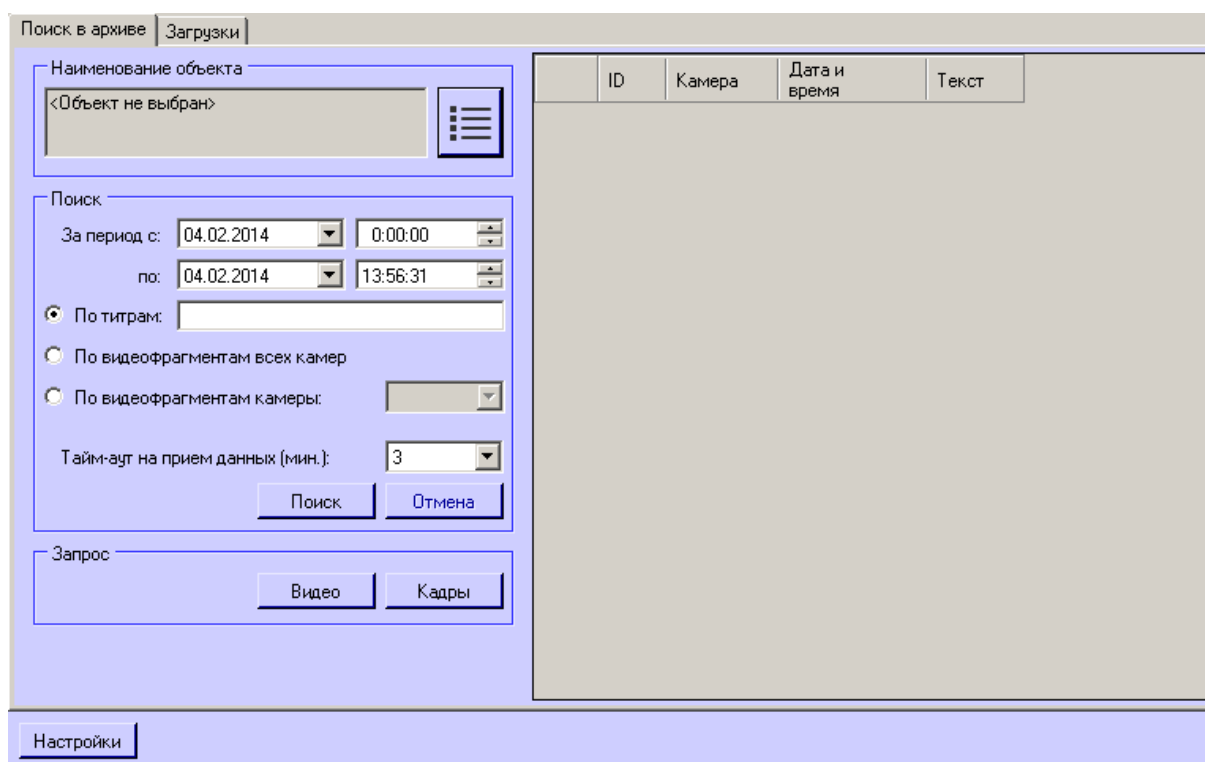 Поиск в архиве Загрузки
Наименование объекта
<Объект не выбран>
Поиск
За период с: 04.02.2014 0:00:00
по: 04.02.2014 13:56:31
По титрам:
По видеофрагментам всех камер
По видеофрагментам камеры:
Тайм-аут на прием данных (мин.): 3
Поиск Отмена
Запрос
Видео Кадры
ID Камера Дата и время Текст
Настройки